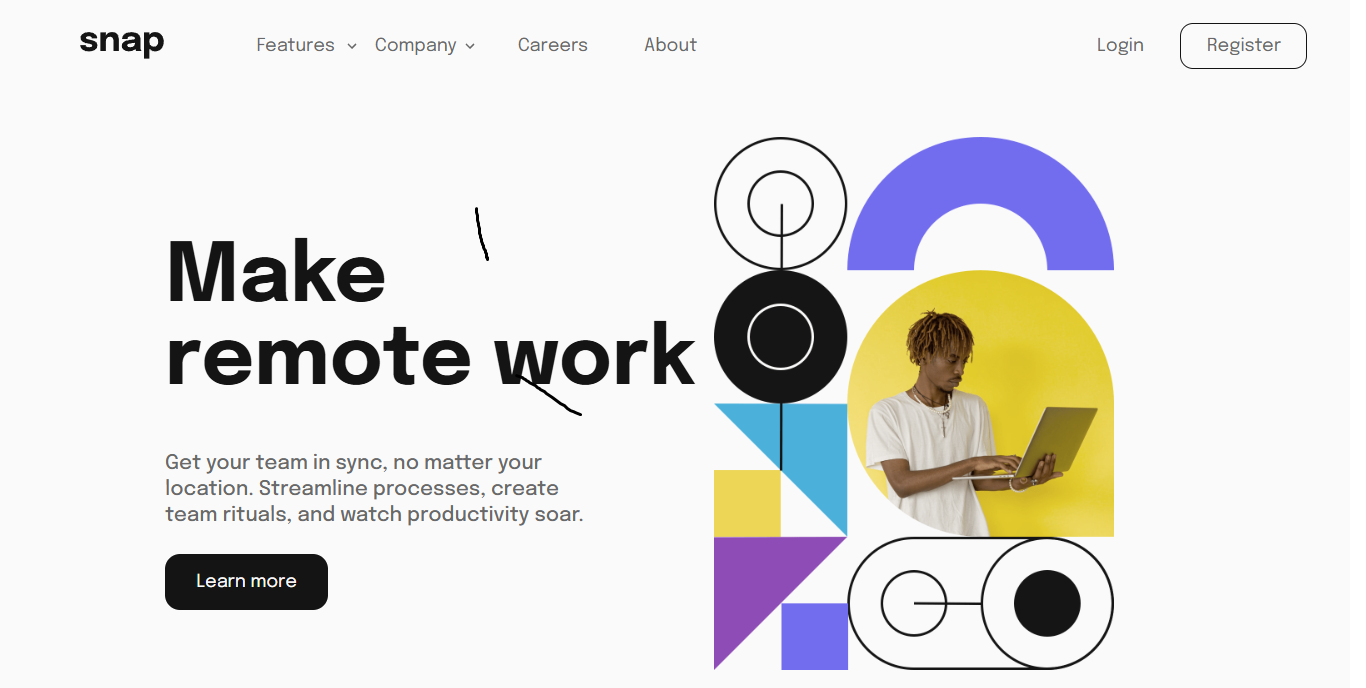 snap
Features Company Careers About Login Register
Make
remote work
Get your team in sync, no matter your
location. Streamline processes, create
team rituals, and watch productivity soar.
Learn more